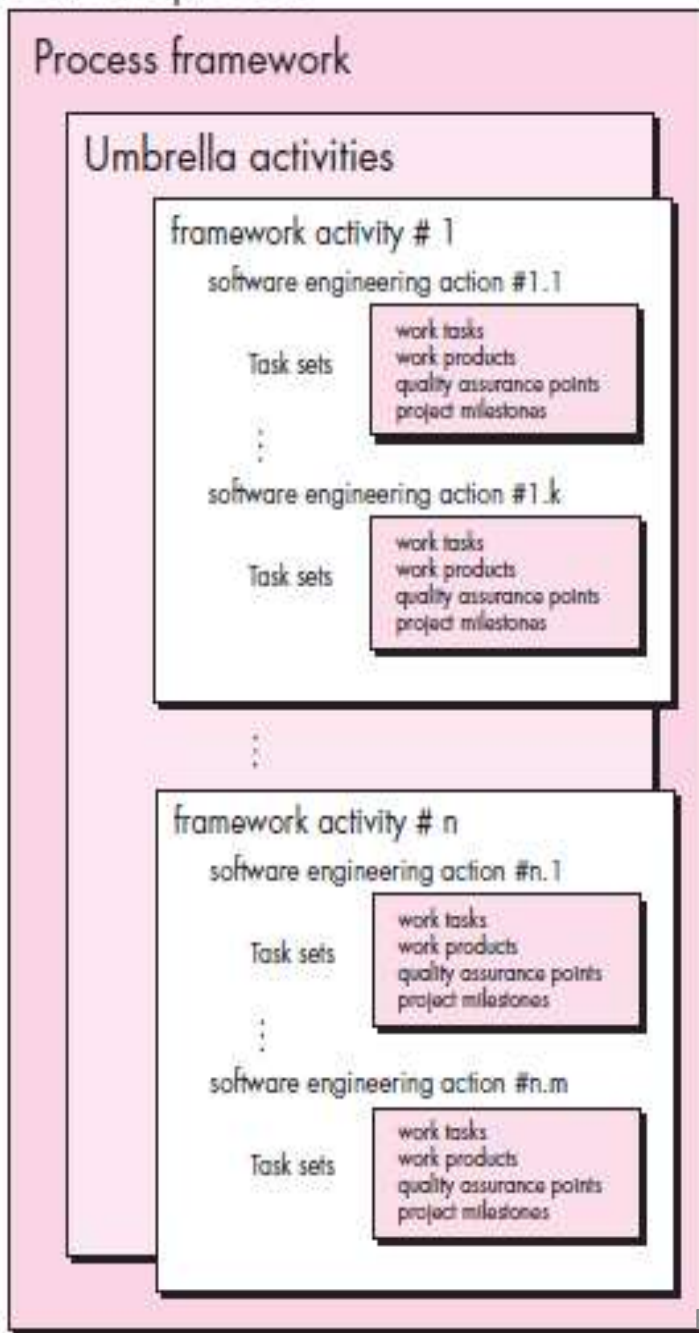 Process framework
Umbrella activities
framework activity # 1
software engineering action #1.1
Task sets
work tasks
work products
quality assurance points
project milestones
software engineering action #1.k
Task sets
work tasks
work products
quality assurance points
project milestones
framework activity # n
software engineering action #n.1
Task sets
work tasks
work products
quality assurance points
project milestones
software engineering action #n.m
Task sets
work tasks
work products
quality assurance points
project milestones